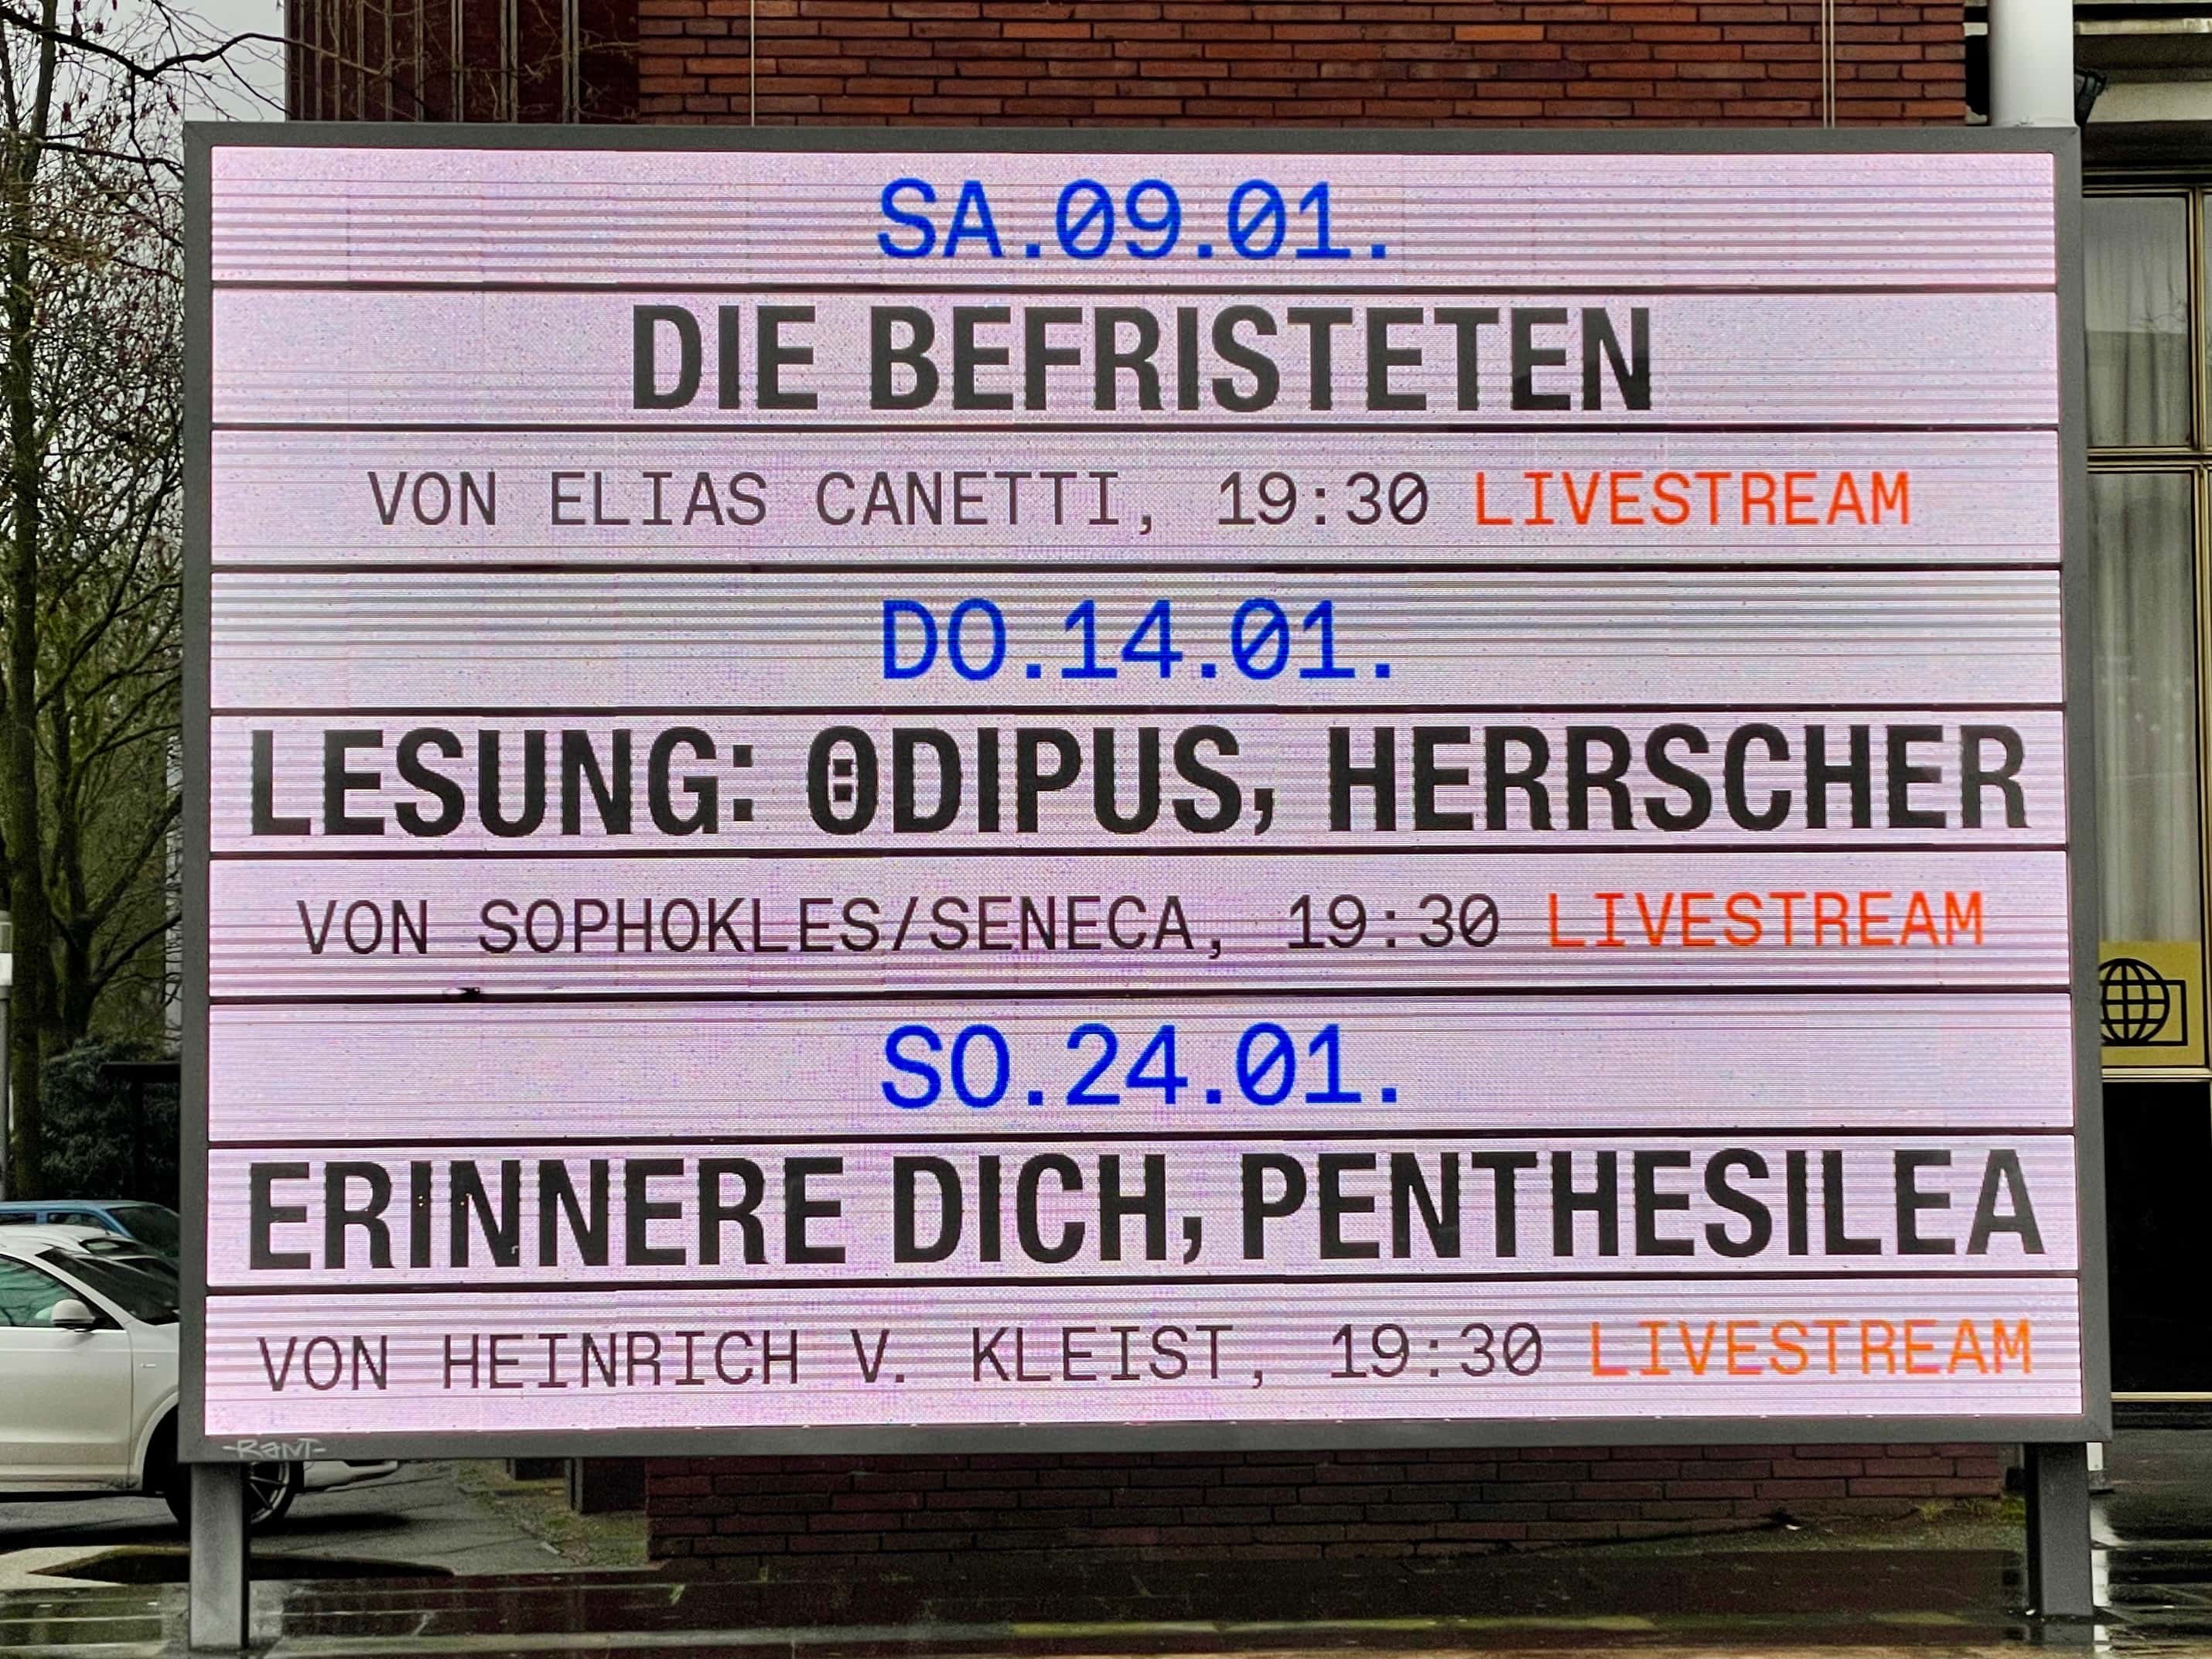 SA.09.01.
DIE BEFRISTETEN
VON ELIAS CANETTI, 19:30 LIVESTREAM
DO.14.01.
LESUNG: ÖDIPUS, HERRSCHER
VON SOPHOKLES/SENECA, 19:30 LIVESTREAM
SO.24.01.
ERINNERE DICH, PENTHESILEA
VON HEINRICH V. KLEIST, 19:30 LIVESTREAM
-RANT-